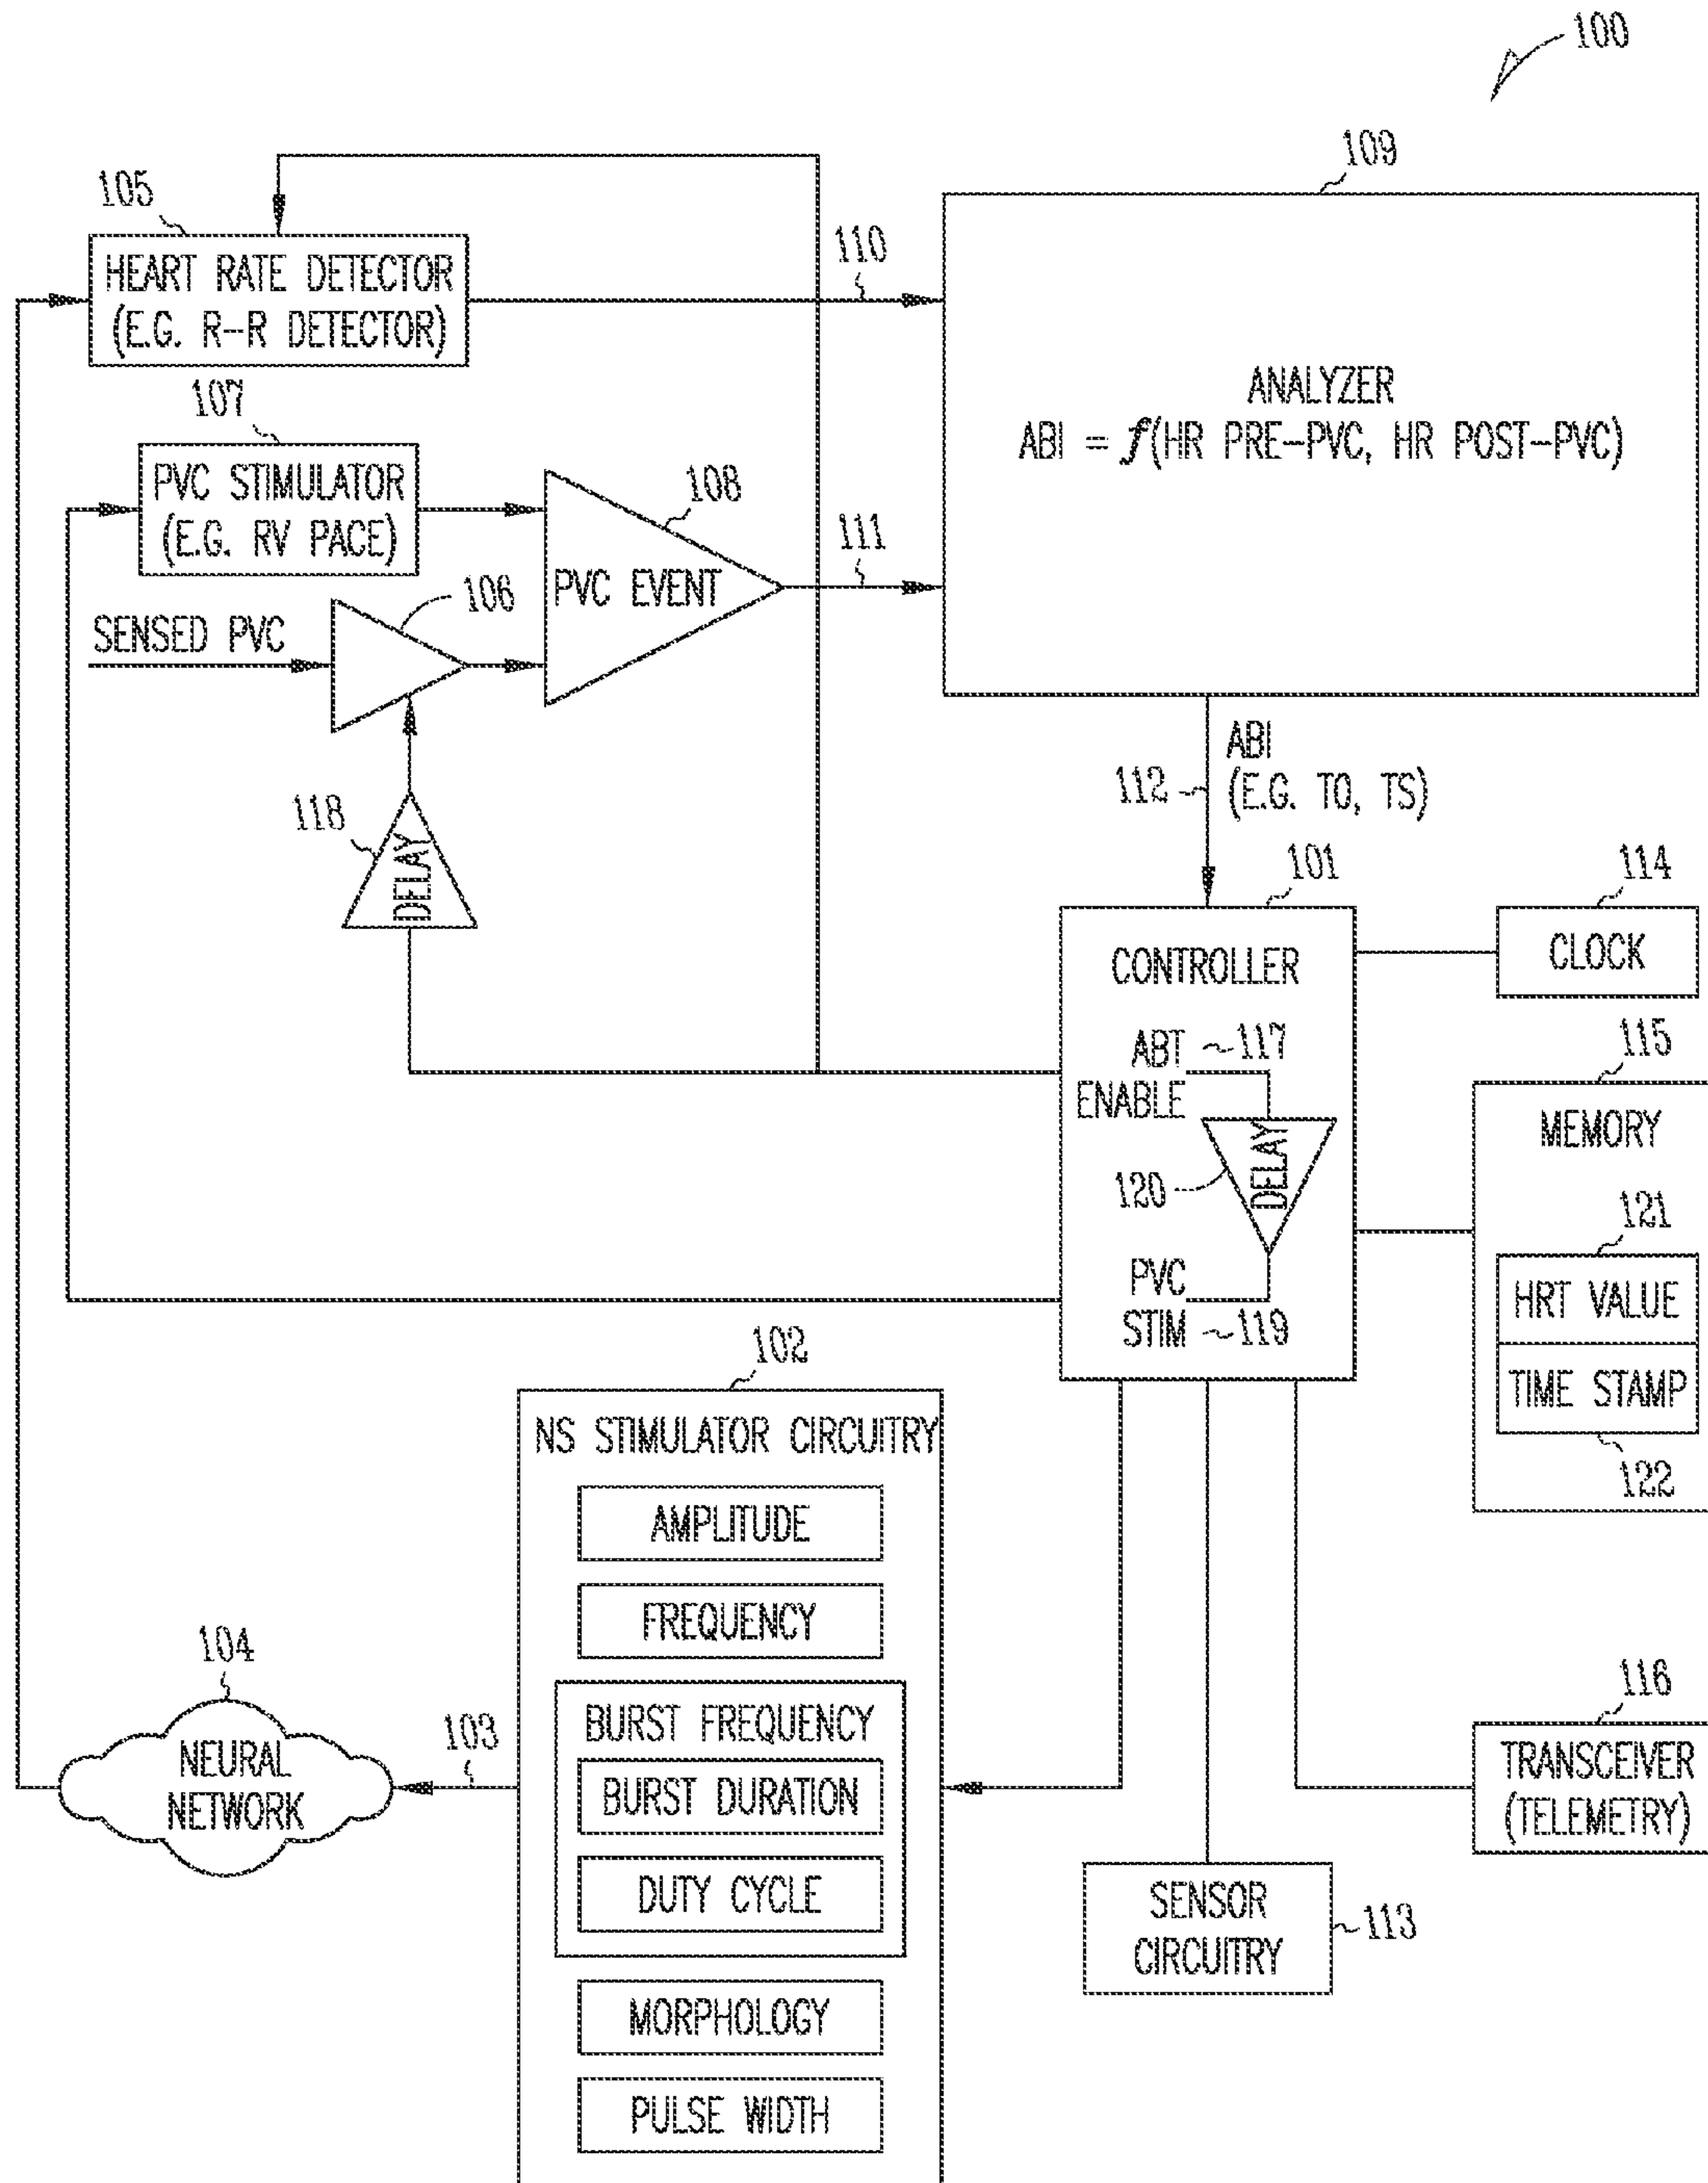 100
109
105
HEART RATE DETECTOR
(E.G. R-R DETECTOR)
110
107
PVC STIMULATOR
(E.G. RV PACE)
108
PVC EVENT
111
ANALYZER
ABI = f(HR PRE-PVC, HR POST-PVC)
106
SENSED PVC
118
DELAY
112
ABI
(E.G. TO, TS)
101
CONTROLLER
ABT ~117
ENABLE
DELAY
120
PVC
STIM ~119
114
CLOCK
115
MEMORY
121
HRT VALUE
TIME STAMP
122
102
NS STIMULATOR CIRCUITRY
AMPLITUDE
FREQUENCY
BURST FREQUENCY
BURST DURATION
DUTY CYCLE
MORPHOLOGY
PULSE WIDTH
104
NEURAL
NETWORK
103
116
TRANSCEIVER
(TELEMETRY)
SENSOR
CIRCUITRY
113